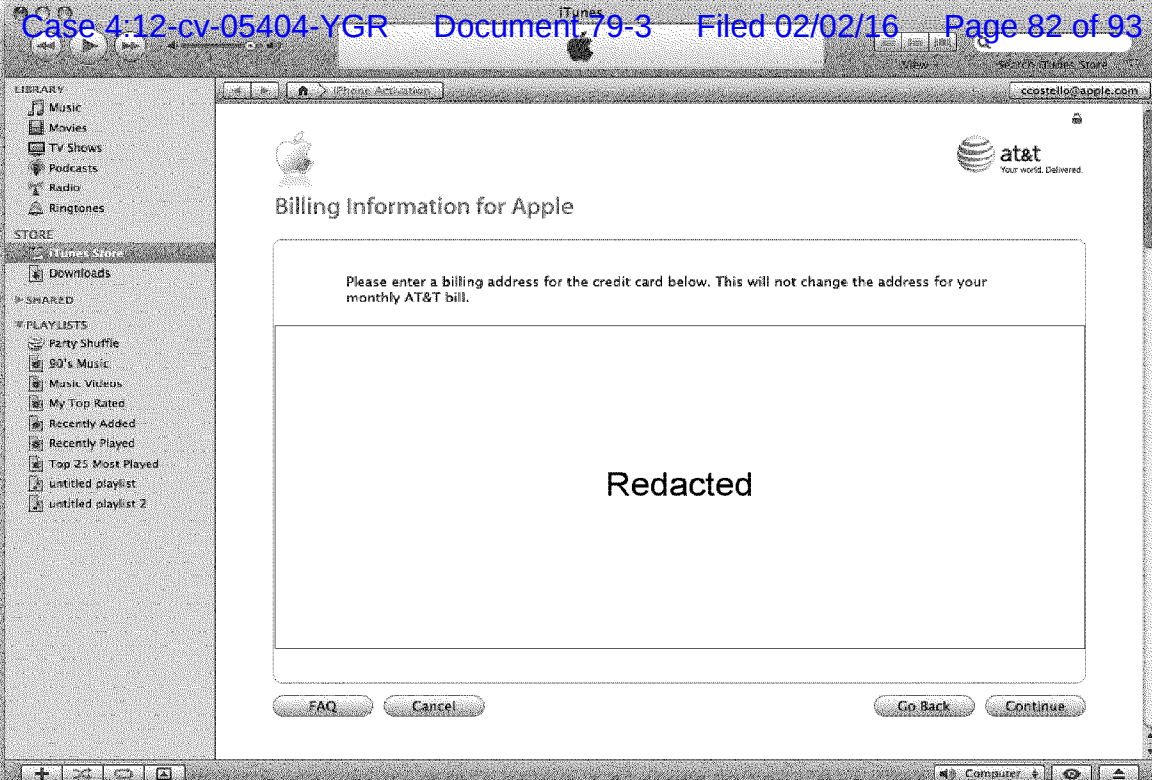 iTunes
Case 4:12-cv-05404-YGR Document 79-3 Filed 02/02/16 Page 82 of 93
View
Search iTunes Store
LIBRARY
iPhone Activation
ccostello@apple.com
Music
Movies
TV Shows
Podcasts
Radio
Ringtones
STORE
iTunes Store
Downloads
SHARED
PLAYLISTS
Party Shuffle
90's Music
Music Videos
My Top Rated
Recently Added
Recently Played
Top 25 Most Played
untitled playlist
untitled playlist 2
at&t
Your world. Delivered.
Billing Information for Apple
Please enter a billing address for the credit card below. This will not change the address for your
monthly AT&T bill.
Redacted
FAQ
Cancel
Go Back
Continue
Computer